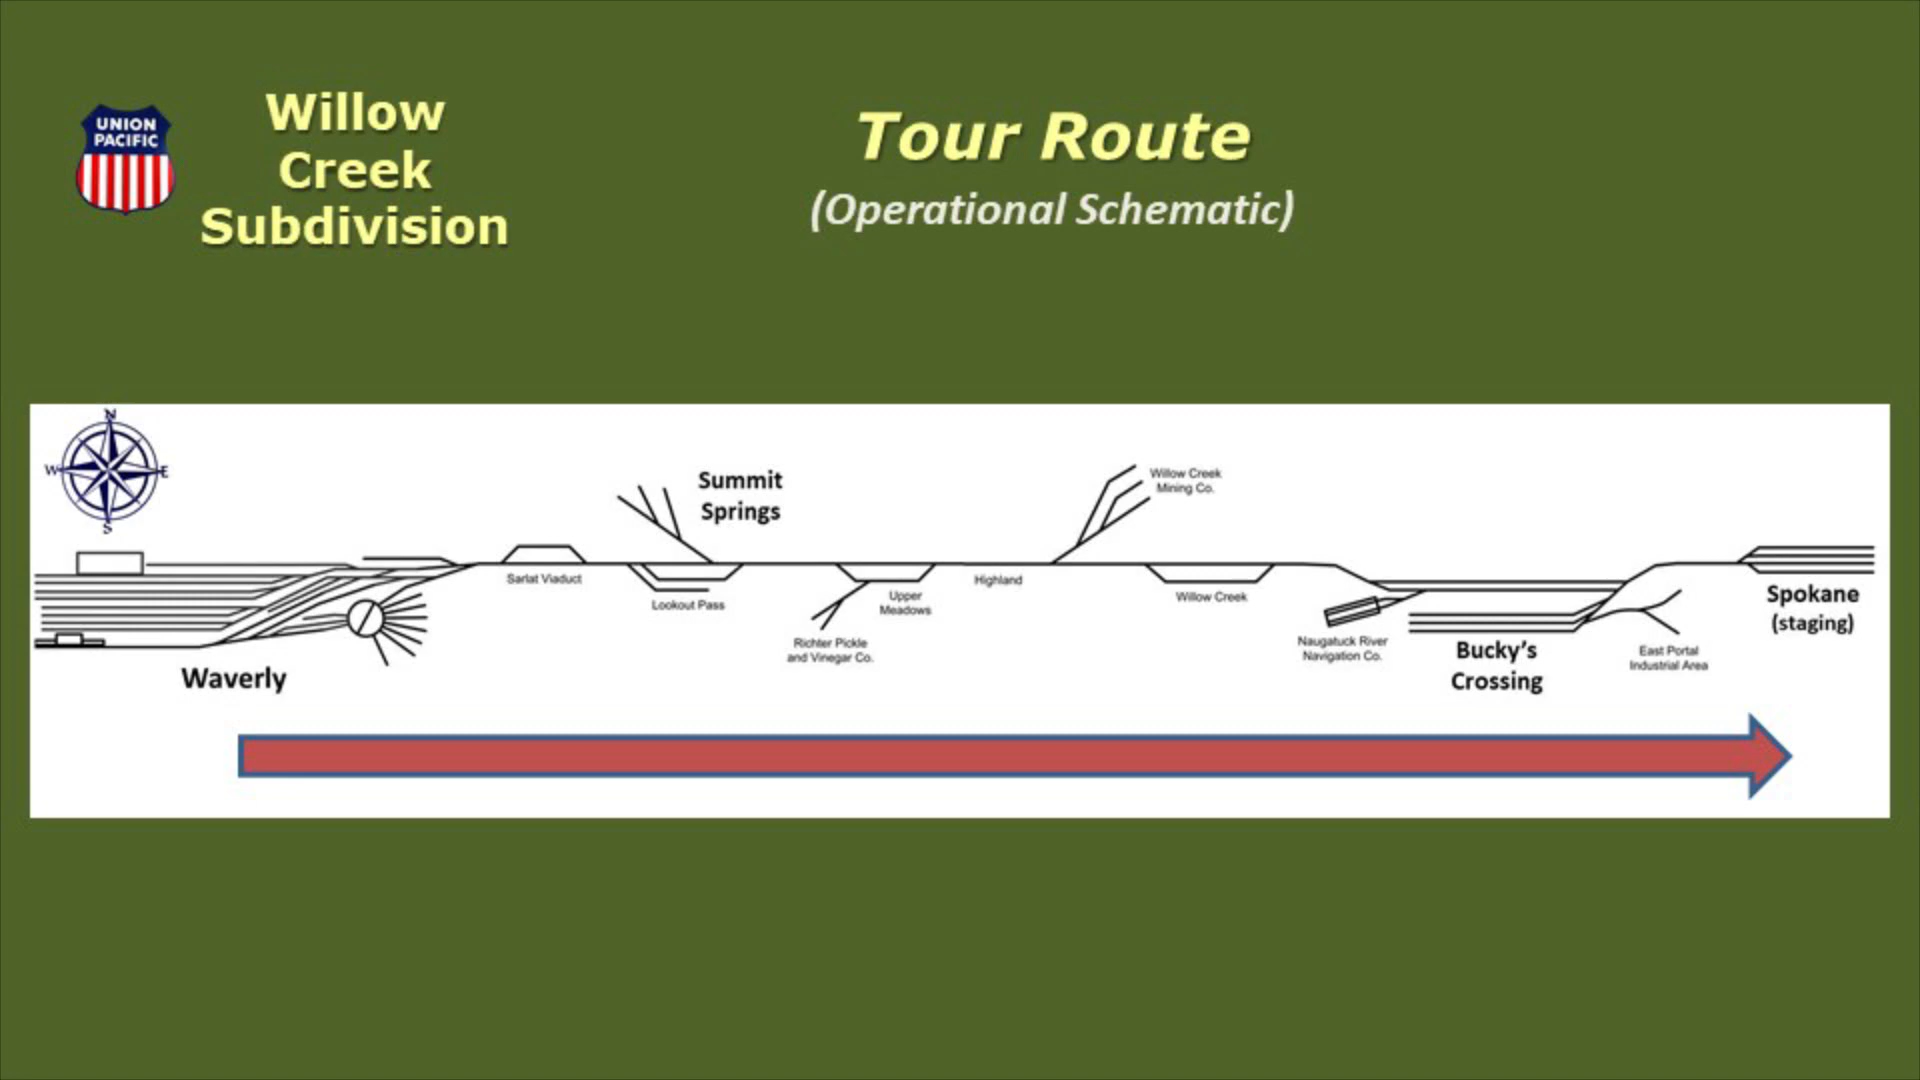 UNION
PACIFIC
Willow
Creek
Subdivision
Tour Route
(Operational Schematic)
N
W
E
S
Summit
Springs
Willow Creek
Mining Co.
Sarlat Viaduct
Lookout Pass
Upper
Meadows
Highland
Willow Creek
Richter Pickle
and Vinegar Co.
Naugatuck River
Navigation Co.
Bucky's
Crossing
East Portal
Industrial Area
Spokane
(staging)
Waverly